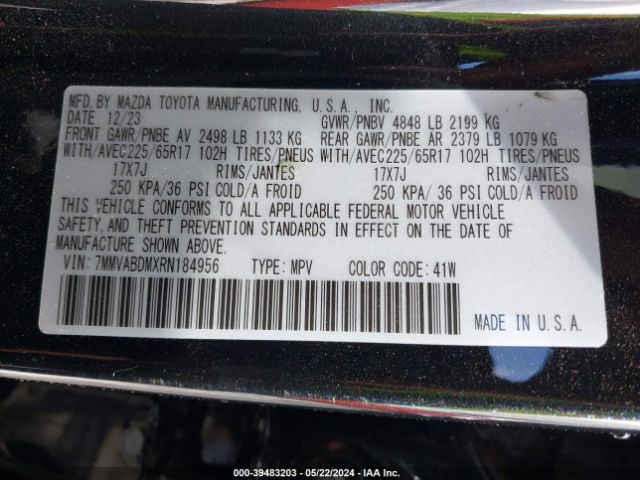 MFD. BY MAZDA TOYOTA MANUFACTURING, U.S.A., INC.
DATE 12/23 GVWR/PNBV 4848 LB 2199 KG
FRONT GAWR/PNBE AV 2498 LB 1133 KG REAR GAWR/PNBE AR 2379 LB 1079 KG
WITH/AVEC225/65R17 102H TIRES/PNEUS WITH/AVEC225/65R17 102H TIRES/PNEUS
17X7J RIMS/JANTES 17X7J RIMS/JANTES
250 KPA/36 PSI COLD/A FROID 250 KPA/ 36 PSI COLD/A FROID
THIS VEHICLE CONFORMS TO ALL APPLICABLE FEDERAL MOTOR VEHICLE
SAFETY, AND THEFT PREVENTION STANDARDS IN EFFECT ON THE DATE OF
MANUFACTURE SHOWN ABOVE.
VIN: 7MMVABDMXRN184956 TYPE: MPV COLOR CODE: 41W
MADE IN U.S.A.
000-39483203 - 05/22/2024 - IAA Inc.